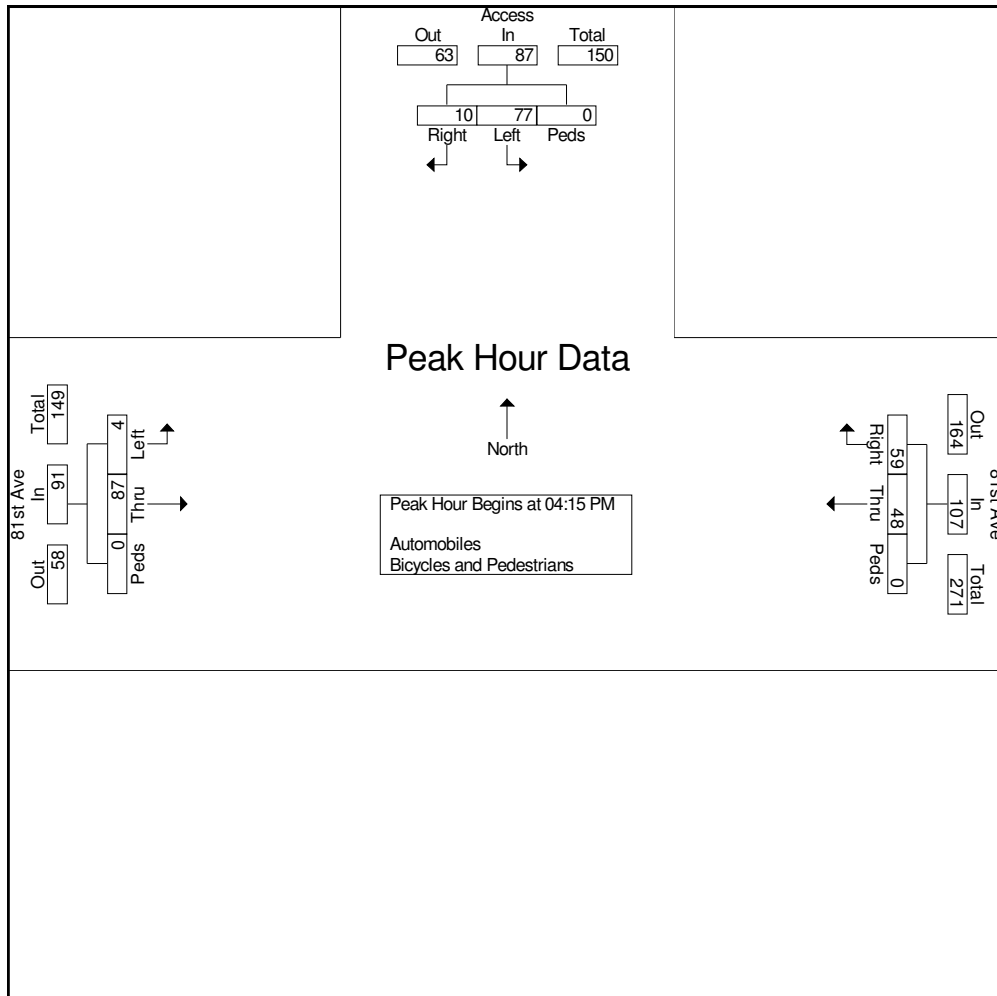 Access
Out In Total
63 87 150
10 77 0
Right Left Peds
Peak Hour Data
North
Peak Hour Begins at 04:15 PM
Automobiles
Bicycles and Pedestrians
81st Ave
Out In Total
58 91 149
4 87 0
Left Thru Peds
81st Ave
Out In Total
164 107 271
59 48 0
Right Thru Peds